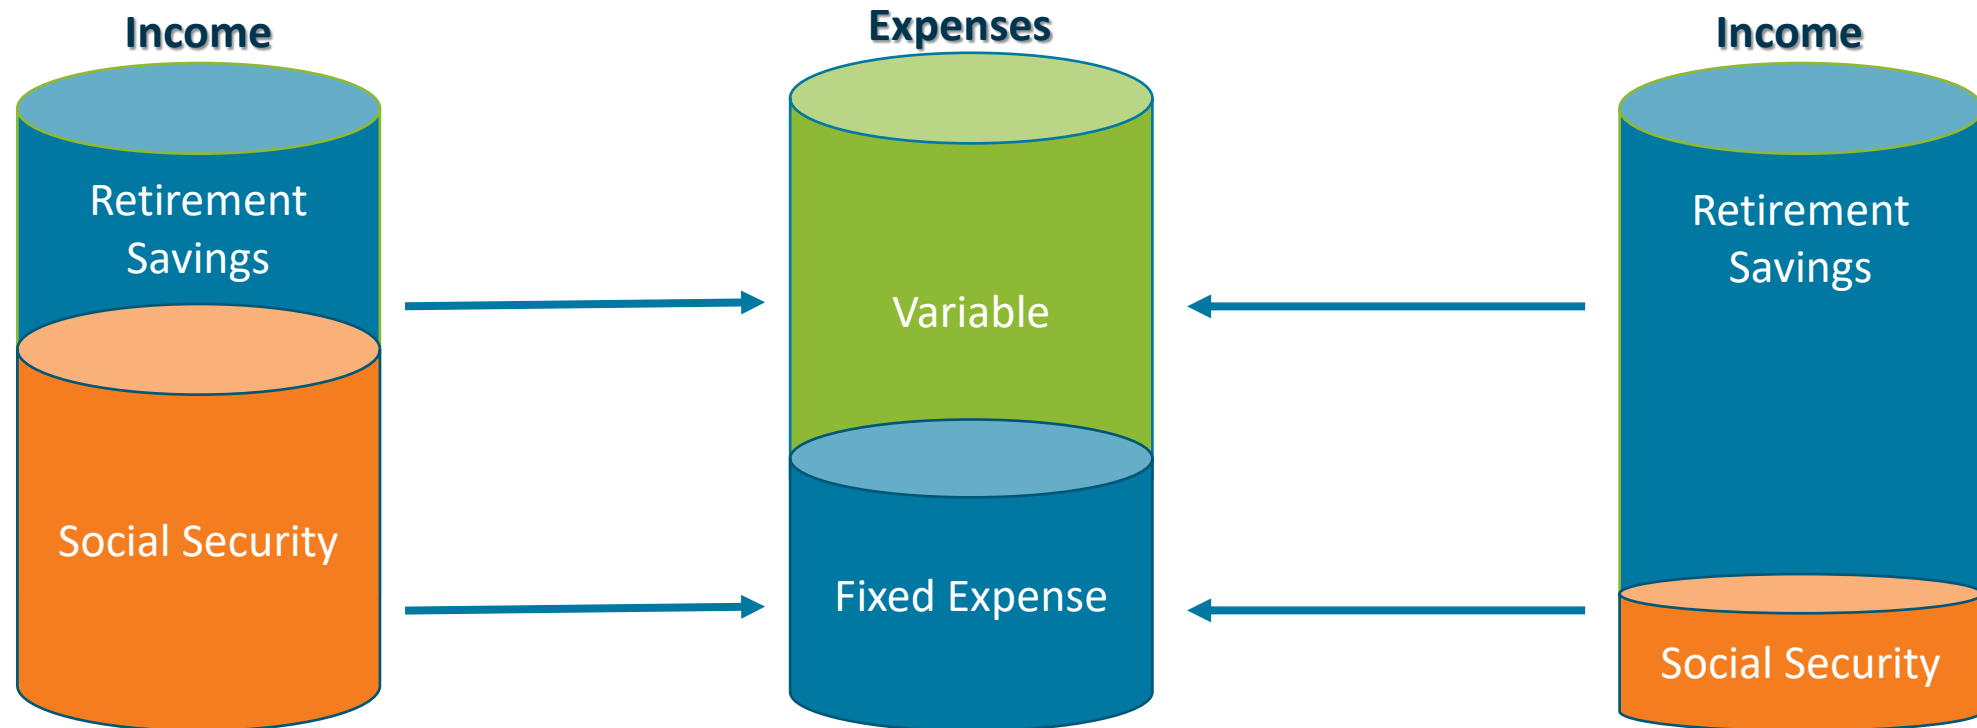 Income
Expenses
Income
Retirement
Savings
Social Security
Variable
Fixed Expense
Retirement
Savings
Social Security